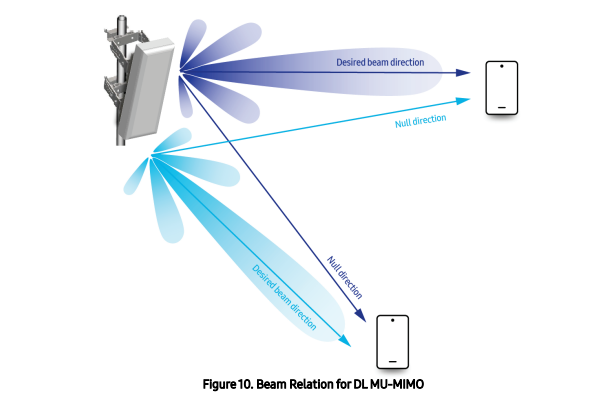 Desired beam direction
Null direction
Null direction
Desired beam direction
Figure 10. Beam Relation for DL MU-MIMO